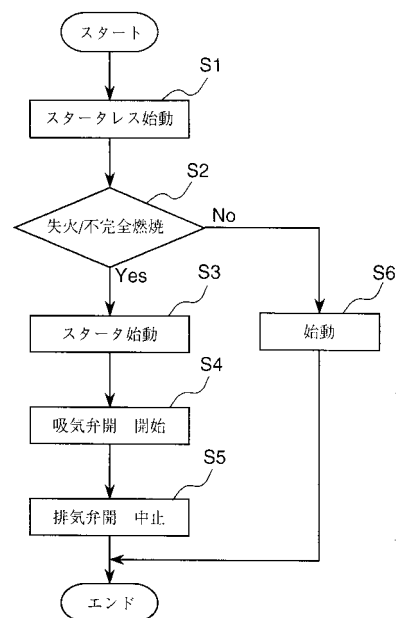 スタート
S1
スタータレス始動
S2
失火/不完全燃焼
No
Yes
S3
スタータ始動
S6
始動
S4
吸気弁開 開始
S5
排気弁開 中止
エンド